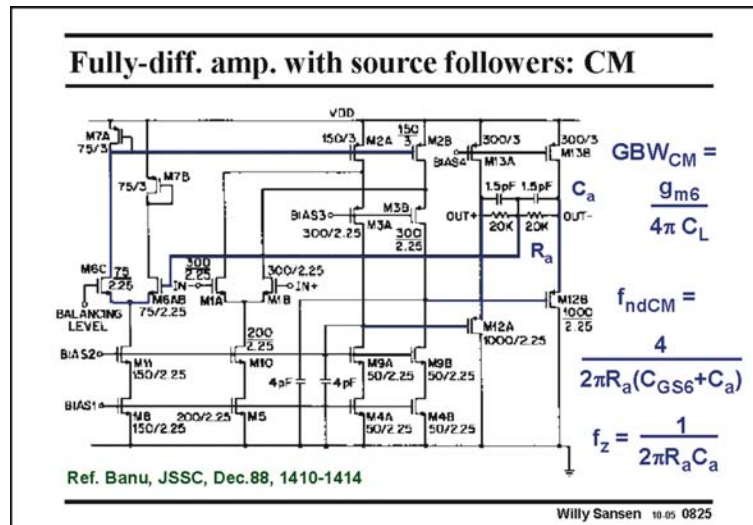 Fully-diff. amp. with source followers: CM
VDD
M7A
75/3
M7B
75/3
150/3
M2A
150
3
M2B
300/3
BIAS4
M13A
300/3
M13B
1.5pF
1.5pF
OUT+
20K
20K
OUT-
Ca
Ra
BIAS3
M3A
300/2.25
M3B
300
2.25
M6C
75
2.25
BALANCING
LEVEL
M6AB
75/2.25
IN-
300
2.25
M1A
300/2.25
M1B
IN+
M12A
1000/2.25
M12B
1000
2.25
BIAS2
M11
150/2.25
200
2.25
M10
4pF
4pF
M9A
50/2.25
M9B
50/2.25
BIAS1
M8
150/2.25
200/2.25
M5
M4A
50/2.25
M4B
50/2.25
GBWCM =
gm6
4π CL
fndCM =
4
2πRa(CGS6+Ca)
fz = 1
2πRaCa
Ref. Banu, JSSC, Dec.88, 1410-1414
Willy Sansen 10-05 0825